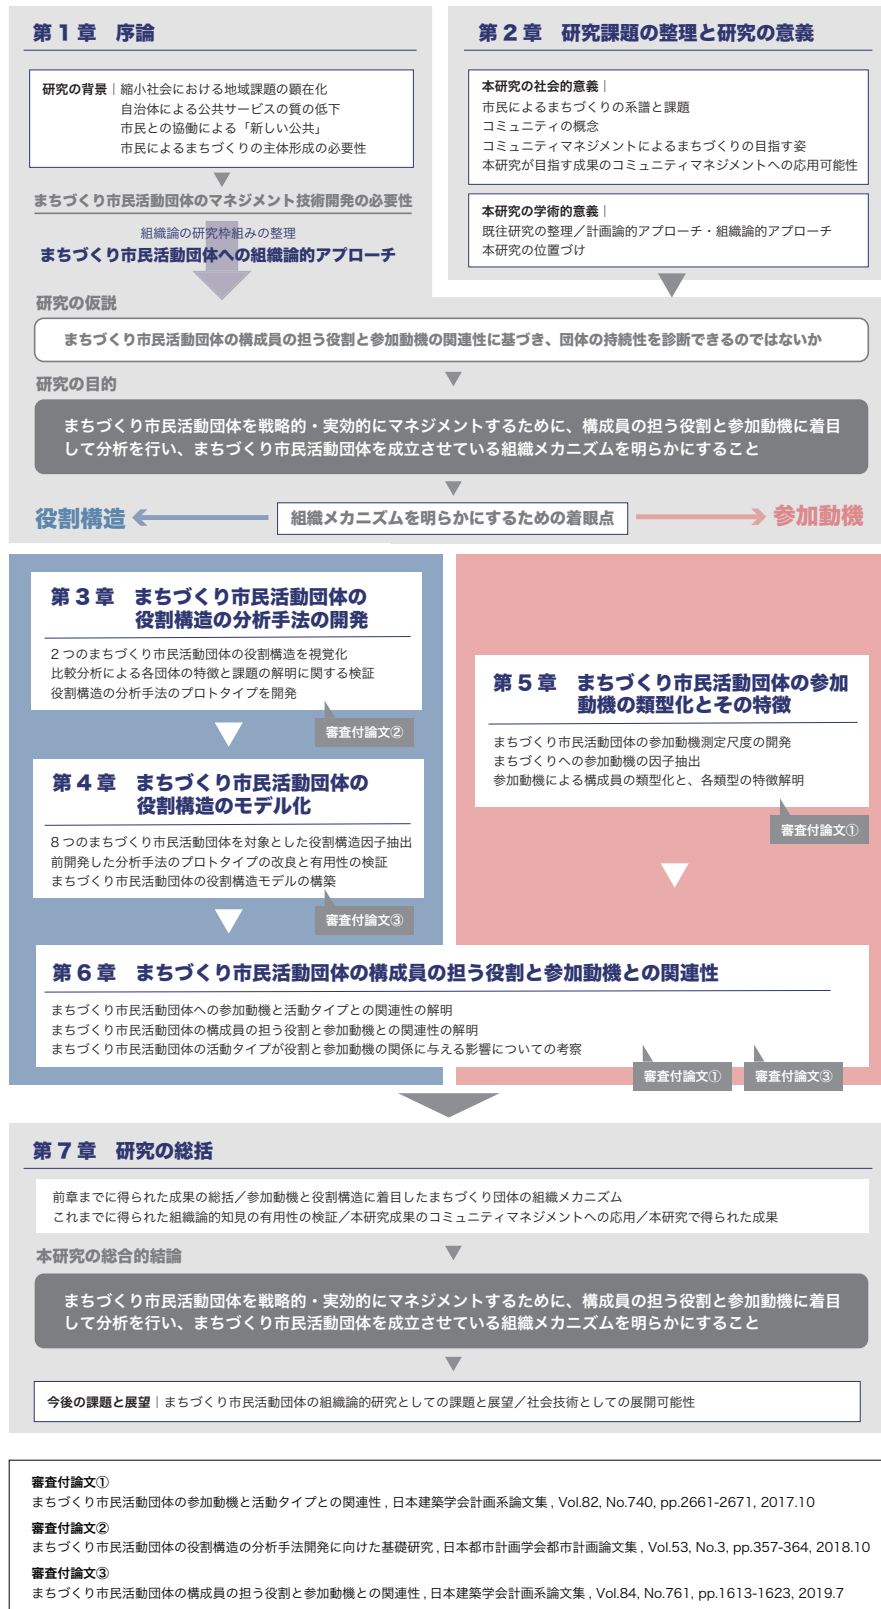 第1章 序論
研究の背景｜縮小社会における地域課題の顕在化
自治体による公共サービスの質の低下
市民との協働による「新しい公共」
市民によるまちづくりの主体形成の必要性
まちづくり市民活動団体のマネジメント技術開発の必要性
組織論の研究枠組みの整理
まちづくり市民活動団体への組織論的アプローチ
第2章 研究課題の整理と研究の意義
本研究の社会的意義｜
市民によるまちづくりの系譜と課題
コミュニティの概念
コミュニティマネジメントによるまちづくりの目指す姿
本研究が目指す成果のコミュニティマネジメントへの応用可能性
本研究の学術的意義｜
既往研究の整理／計画論的アプローチ・組織論的アプローチ
本研究の位置づけ
研究の仮説
まちづくり市民活動団体の構成員の担う役割と参加動機の関連性に基づき、団体の持続性を診断できるのではないか
研究の目的
まちづくり市民活動団体を戦略的・実効的にマネジメントするために、構成員の担う役割と参加動機に着目
して分析を行い、まちづくり市民活動団体を成立させている組織メカニズムを明らかにすること
役割構造
組織メカニズムを明らかにするための着眼点
参加動機
第3章 まちづくり市民活動団体の
役割構造の分析手法の開発
2つのまちづくり市民活動団体の役割構造を視覚化
比較分析による各団体の特徴と課題の解明に関する検証
役割構造の分析手法のプロトタイプを開発
審査付論文②
第4章 まちづくり市民活動団体の
役割構造のモデル化
8つのまちづくり市民活動団体を対象とした役割構造因子抽出
前開発した分析手法のプロトタイプの改良と有用性の検証
まちづくり市民活動団体の役割構造モデルの構築
審査付論文③
第5章 まちづくり市民活動団体の参加
動機の類型化とその特徴
まちづくり市民活動団体の参加動機測定尺度の開発
まちづくりへの参加動機の因子抽出
参加動機による構成員の類型化と、各類型の特徴解明
審査付論文①
第6章 まちづくり市民活動団体の構成員の担う役割と参加動機との関連性
まちづくり市民活動団体への参加動機と活動タイプとの関連性の解明
まちづくり市民活動団体の構成員の担う役割と参加動機との関連性の解明
まちづくり市民活動団体の活動タイプが役割と参加動機の関係に与える影響についての考察
審査付論文①
審査付論文③
第7章 研究の総括
前章までに得られた成果の総括／参加動機と役割構造に着目したまちづくり団体の組織メカニズム
これまでに得られた組織論的知見の有用性の検証／本研究成果のコミュニティマネジメントへの応用／本研究で得られた成果
本研究の総合的結論
まちづくり市民活動団体を戦略的・実効的にマネジメントするために、構成員の担う役割と参加動機に着目
して分析を行い、まちづくり市民活動団体を成立させている組織メカニズムを明らかにすること
今後の課題と展望｜まちづくり市民活動団体の組織論的研究としての課題と展望／社会技術としての展開可能性
審査付論文①
まちづくり市民活動団体の参加動機と活動タイプとの関連性 , 日本建築学会計画系論文集 , Vol.82, No.740, pp.2661-2671, 2017.10
審査付論文②
まちづくり市民活動団体の役割構造の分析手法開発に向けた基礎研究 , 日本都市計画学会都市計画論文集 , Vol.53, No.3, pp.357-364, 2018.10
審査付論文③
まちづくり市民活動団体の構成員の担う役割と参加動機との関連性 , 日本建築学会計画系論文集 , Vol.84, No.761, pp.1613-1623, 2019.7